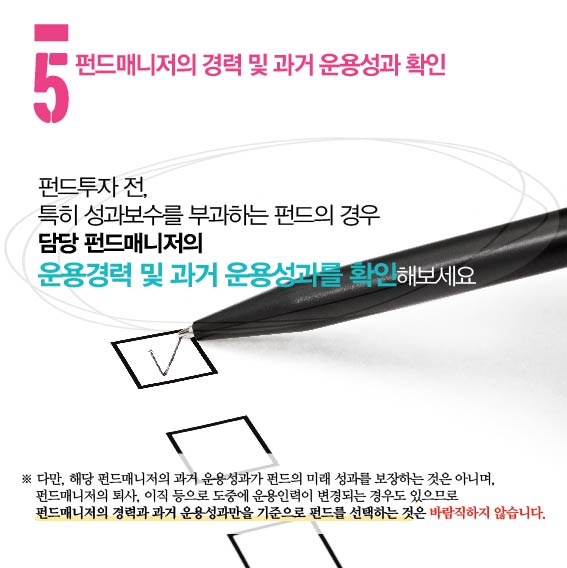 5 펀드매니저의 경력 및 과거 운용성과 확인
펀드투자 전,
특히 성과보수를 부과하는 펀드의 경우
담당 펀드매니저의
운용경력 및 과거 운용성과를 확인해보세요
※ 다만, 해당 펀드매니저의 과거 운용성과가 펀드의 미래 성과를 보장하는 것은 아니며,
펀드매니저의 퇴사, 이직 등으로 도중에 운용인력이 변경되는 경우도 있으므로
펀드매니저의 경력과 과거 운용성과만을 기준으로 펀드를 선택하는 것은 바람직하지 않습니다.